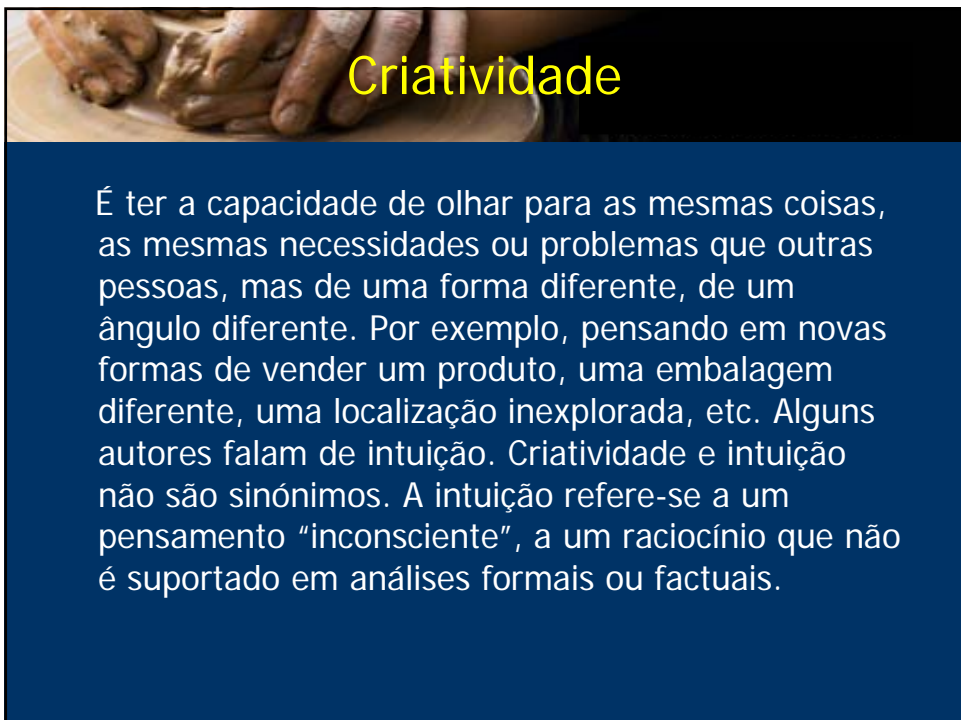 Criatividade
É ter a capacidade de olhar para as mesmas coisas,
as mesmas necessidades ou problemas que outras
pessoas, mas de uma forma diferente, de um
ângulo diferente. Por exemplo, pensando em novas
formas de vender um produto, uma embalagem
diferente, uma localização inexplorada, etc. Alguns
autores falam de intuição. Criatividade e intuição
não são sinónimos. A intuição refere-se a um
pensamento “inconsciente”, a um raciocínio que não
é suportado em análises formais ou factuais.